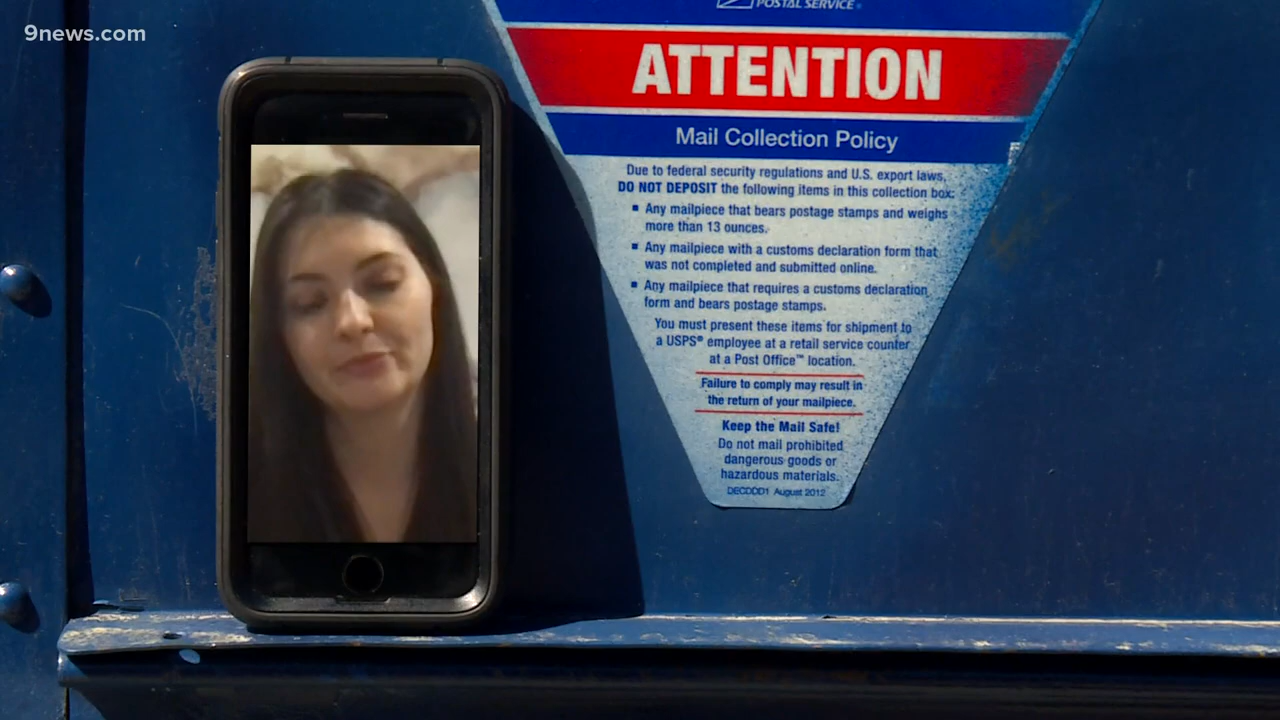 9news.com
POSTAL SERVICE®
ATTENTION
Mail Collection Policy
Due to federal security regulations and U.S. export laws,
DO NOT DEPOSIT the following items in this collection box:
▪ Any mailpiece that bears postage stamps and weighs
more than 13 ounces.
▪ Any mailpiece with a customs declaration form that
was not completed and submitted online.
▪ Any mailpiece that requires a customs declaration
form and bears postage stamps.
You must present these items for shipment to
a USPS® employee at a retail service counter
at a Post Office™ location.
Failure to comply may result in
the return of your mailpiece.
Keep the Mail Safe!
Do not mail prohibited
dangerous goods or
hazardous materials.
August 2012